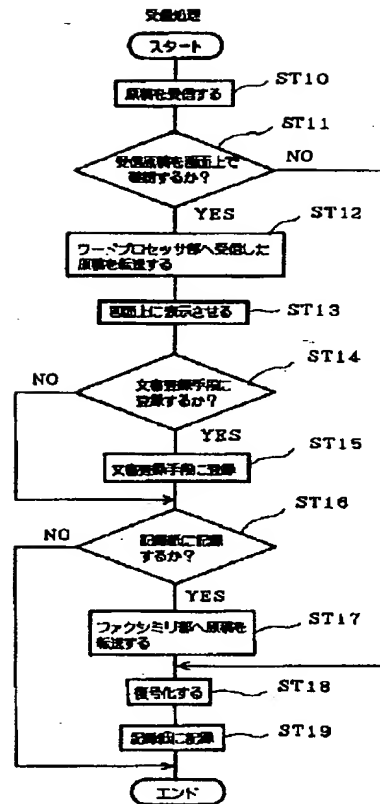 受信処理
スタート
ST10
原稿を受信する
ST11
受信原稿を画面上で
確認するか?
NO
YES
ST12
ワードプロセッサ部へ受信した
原稿を転送する
ST13
画面上に表示させる
ST14
NO
文書登録手段に
登録するか?
YES
ST15
文書登録手段に登録
ST16
NO
記録紙に記録
するか?
YES
ST17
ファクシミリ部へ原稿を
転送する
ST18
復号化する
ST19
記録紙に記録
エンド